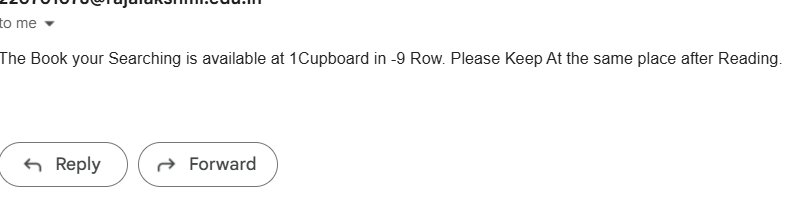 to me
The Book your Searching is available at 1Cupboard in -9 Row. Please Keep At the same place after Reading.
Reply
Forward